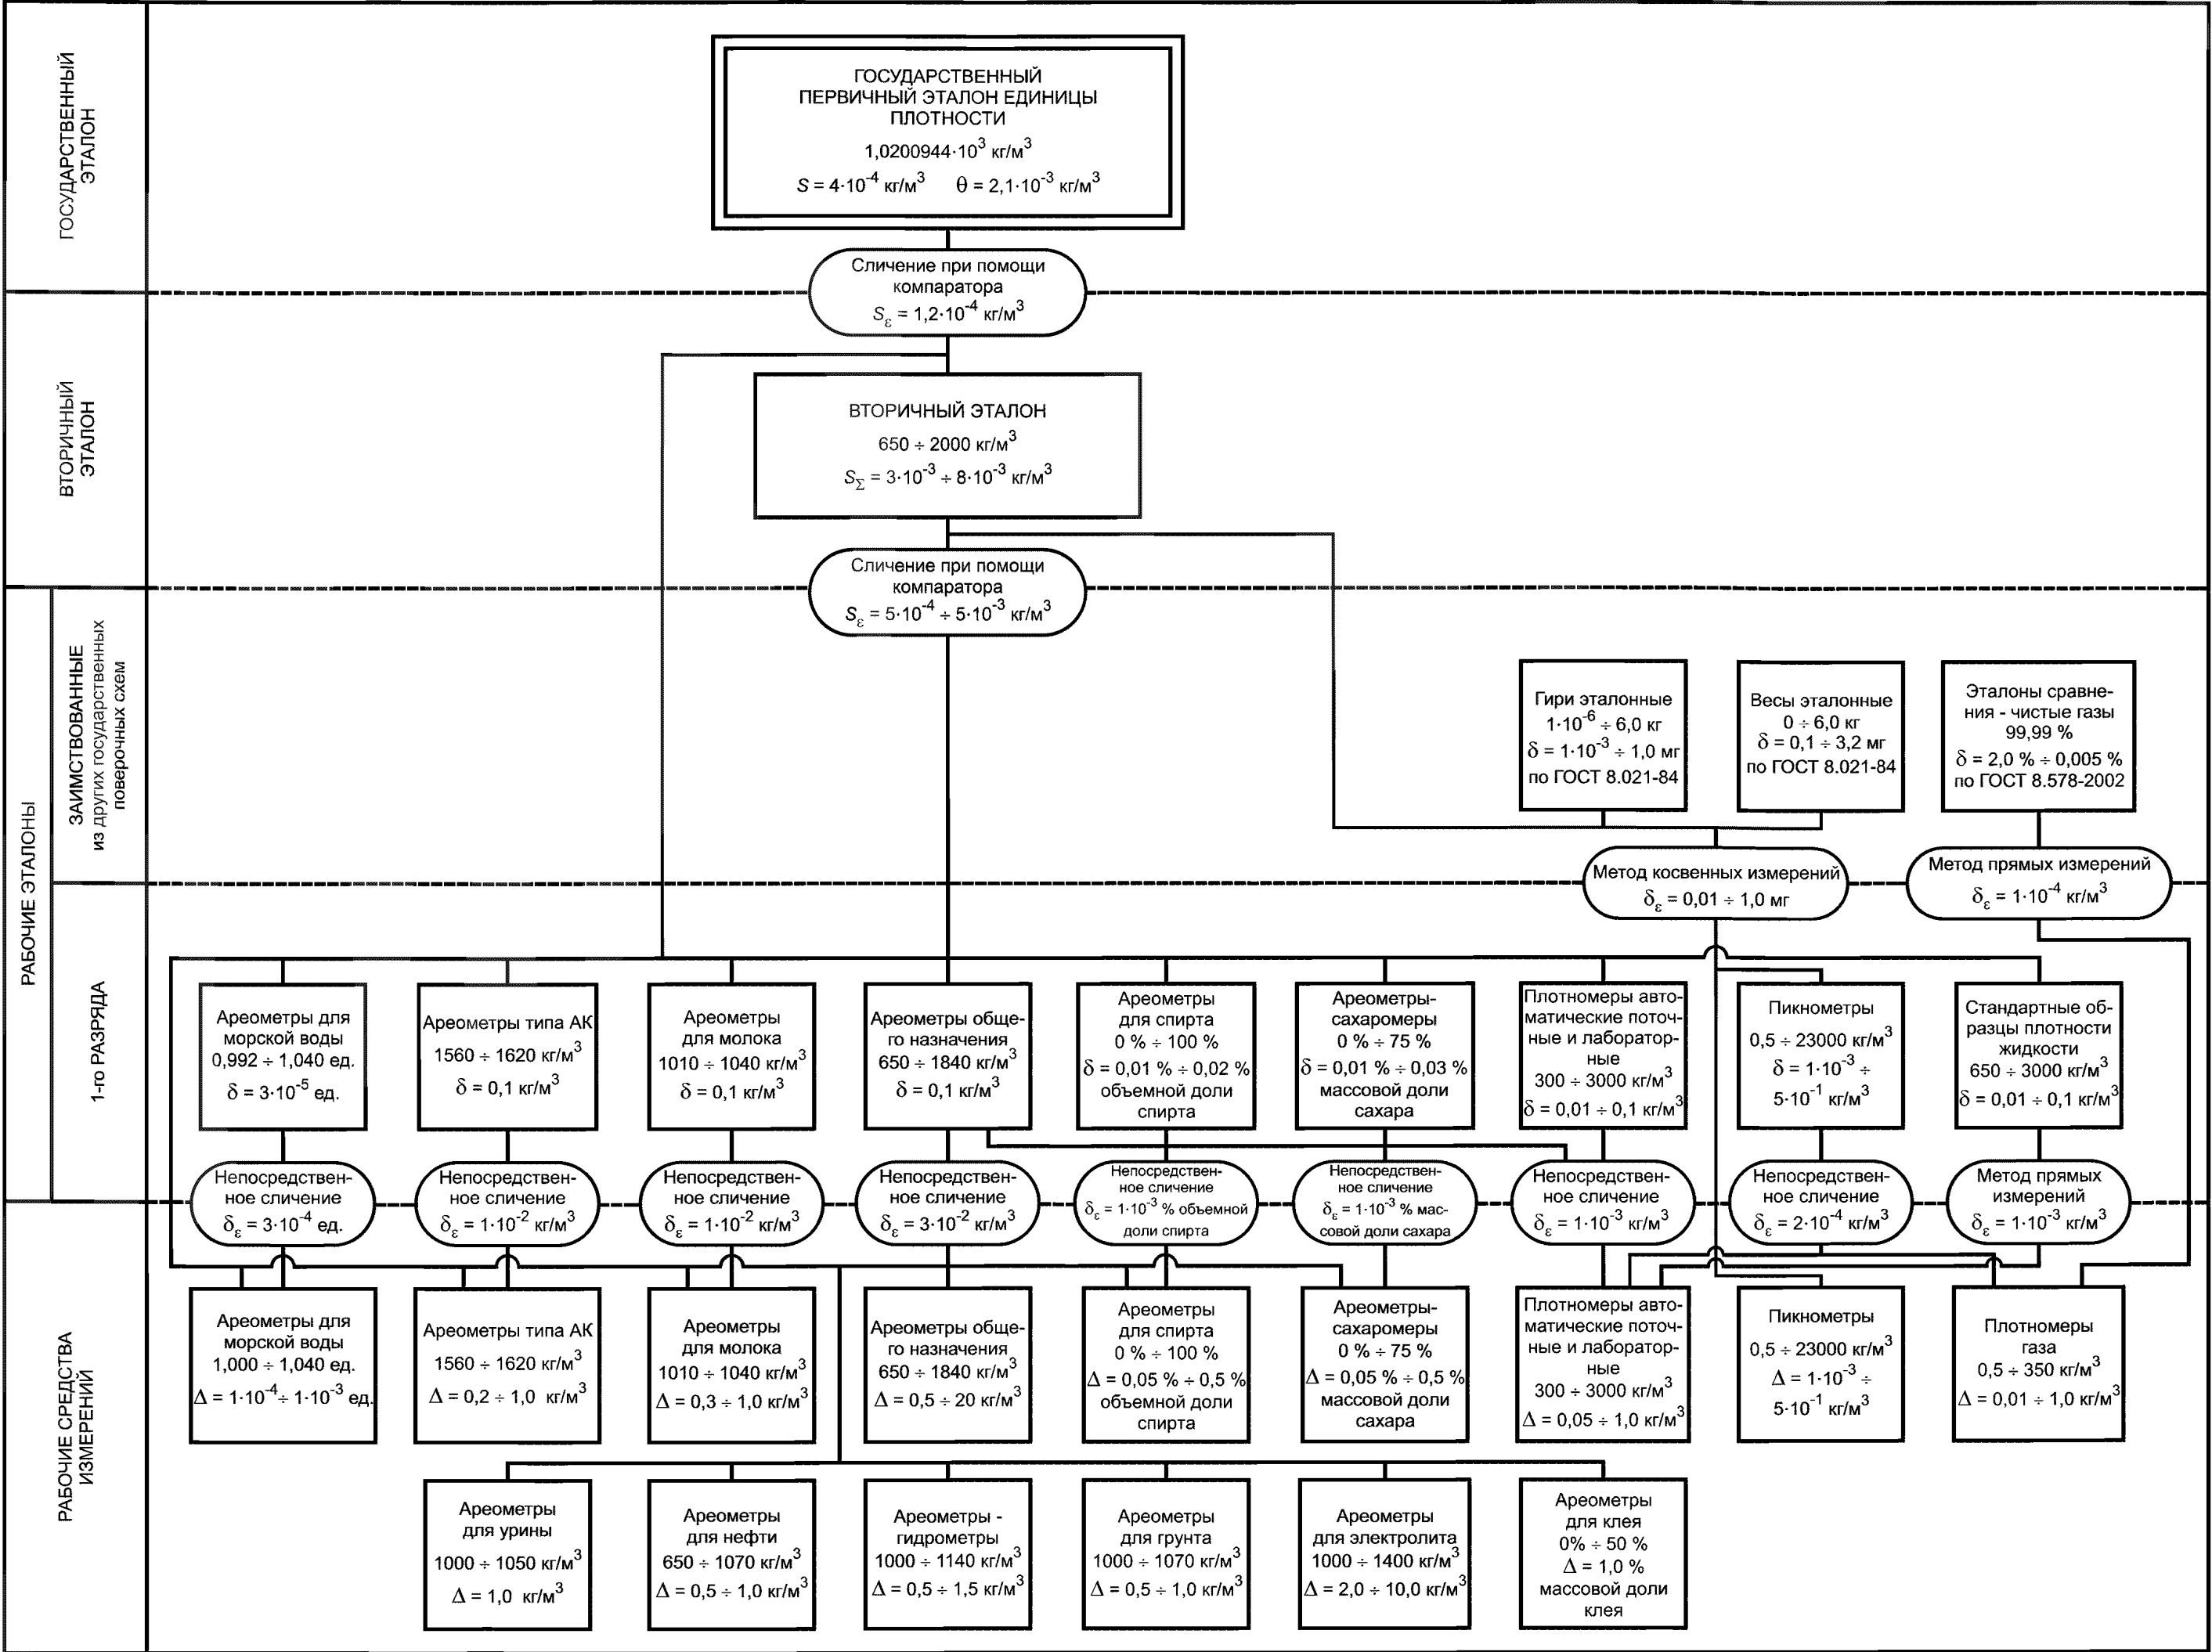 ГОСУДАРСТВЕННЫЙ
ЭТАЛОН
ГОСУДАРСТВЕННЫЙ
ПЕРВИЧНЫЙ ЭТАЛОН ЕДИНИЦЫ
ПЛОТНОСТИ
1,0200944·10³ кг/м³
S = 4·10⁻⁴ кг/м³ θ = 2,1·10⁻³ кг/м³
Сличение при помощи
компаратора
Sε = 1,2·10⁻⁴ кг/м³
ВТОРИЧНЫЙ
ЭТАЛОН
ВТОРИЧНЫЙ ЭТАЛОН
650 ÷ 2000 кг/м³
SΣ = 3·10⁻³ ÷ 8·10⁻³ кг/м³
Сличение при помощи
компаратора
Sε = 5·10⁻⁴ ÷ 5·10⁻³ кг/м³
РАБОЧИЕ ЭТАЛОНЫ
ЗАИМСТВОВАННЫЕ
из других государственных
поверочных схем
Гири эталонные
1·10⁻⁶ ÷ 6,0 кг
δ = 1·10⁻³ ÷ 1,0 мг
по ГОСТ 8.021-84
Весы эталонные
0 ÷ 6,0 кг
δ = 0,1 ÷ 3,2 мг
по ГОСТ 8.021-84
Эталоны сравне-
ния - чистые газы
99,99 %
δ = 2,0 % ÷ 0,005 %
по ГОСТ 8.578-2002
Метод косвенных измерений
δε = 0,01 ÷ 1,0 мг
Метод прямых измерений
δε = 1·10⁻⁴ кг/м³
1-го РАЗРЯДА
Ареометры для
морской воды
0,992 ÷ 1,040 ед.
δ = 3·10⁻⁵ ед.
Ареометры типа АК
1560 ÷ 1620 кг/м³
δ = 0,1 кг/м³
Ареометры
для молока
1010 ÷ 1040 кг/м³
δ = 0,1 кг/м³
Ареометры обще-
го назначения
650 ÷ 1840 кг/м³
δ = 0,1 кг/м³
Ареометры
для спирта
0 % ÷ 100 %
δ = 0,01 % ÷ 0,02 %
объемной доли
спирта
Ареометры-
сахаромеры
0 % ÷ 75 %
δ = 0,01 % ÷ 0,03 %
массовой доли
сахара
Плотномеры авто-
матические поточ-
ные и лаборатор-
ные
300 ÷ 3000 кг/м³
δ = 0,01 ÷ 0,1 кг/м³
Пикнометры
0,5 ÷ 23000 кг/м³
δ = 1·10⁻³ ÷
5·10⁻¹ кг/м³
Стандартные об-
разцы плотности
жидкости
650 ÷ 3000 кг/м³
δ = 0,01 ÷ 0,1 кг/м³
Непосредствен-
ное сличение
δε = 3·10⁻⁴ ед.
Непосредствен-
ное сличение
δε = 1·10⁻² кг/м³
Непосредствен-
ное сличение
δε = 1·10⁻² кг/м³
Непосредствен-
ное сличение
δε = 3·10⁻² кг/м³
Непосредствен-
ное сличение
δε = 1·10⁻³ % объемной
доли спирта
Непосредствен-
ное сличение
δε = 1·10⁻³ % мас-
совой доли сахара
Непосредствен-
ное сличение
δε = 1·10⁻³ кг/м³
Непосредствен-
ное сличение
δε = 2·10⁻⁴ кг/м³
Метод прямых
измерений
δε = 1·10⁻³ кг/м³
РАБОЧИЕ СРЕДСТВА
ИЗМЕРЕНИЙ
Ареометры для
морской воды
1,000 ÷ 1,040 ед.
Δ = 1·10⁻⁴ ÷ 1·10⁻³ ед.
Ареометры типа АК
1560 ÷ 1620 кг/м³
Δ = 0,2 ÷ 1,0 кг/м³
Ареометры
для молока
1010 ÷ 1040 кг/м³
Δ = 0,3 ÷ 1,0 кг/м³
Ареометры обще-
го назначения
650 ÷ 1840 кг/м³
Δ = 0,5 ÷ 20 кг/м³
Ареометры
для спирта
0 % ÷ 100 %
Δ = 0,05 % ÷ 0,5 %
объемной доли
спирта
Ареометры-
сахаромеры
0 % ÷ 75 %
Δ = 0,05 % ÷ 0,5 %
массовой доли
сахара
Плотномеры авто-
матические поточ-
ные и лаборатор-
ные
300 ÷ 3000 кг/м³
Δ = 0,05 ÷ 1,0 кг/м³
Пикнометры
0,5 ÷ 23000 кг/м³
Δ = 1·10⁻³ ÷
5·10⁻¹ кг/м³
Плотномеры
газа
0,5 ÷ 350 кг/м³
Δ = 0,01 ÷ 1,0 кг/м³
Ареометры
для урины
1000 ÷ 1050 кг/м³
Δ = 1,0 кг/м³
Ареометры
для нефти
650 ÷ 1070 кг/м³
Δ = 0,5 ÷ 1,0 кг/м³
Ареометры -
гидрометры
1000 ÷ 1140 кг/м³
Δ = 0,5 ÷ 1,5 кг/м³
Ареометры
для грунта
1000 ÷ 1070 кг/м³
Δ = 0,5 ÷ 1,0 кг/м³
Ареометры
для электролита
1000 ÷ 1400 кг/м³
Δ = 2,0 ÷ 10,0 кг/м³
Ареометры
для клея
0% ÷ 50 %
Δ = 1,0 %
массовой доли
клея